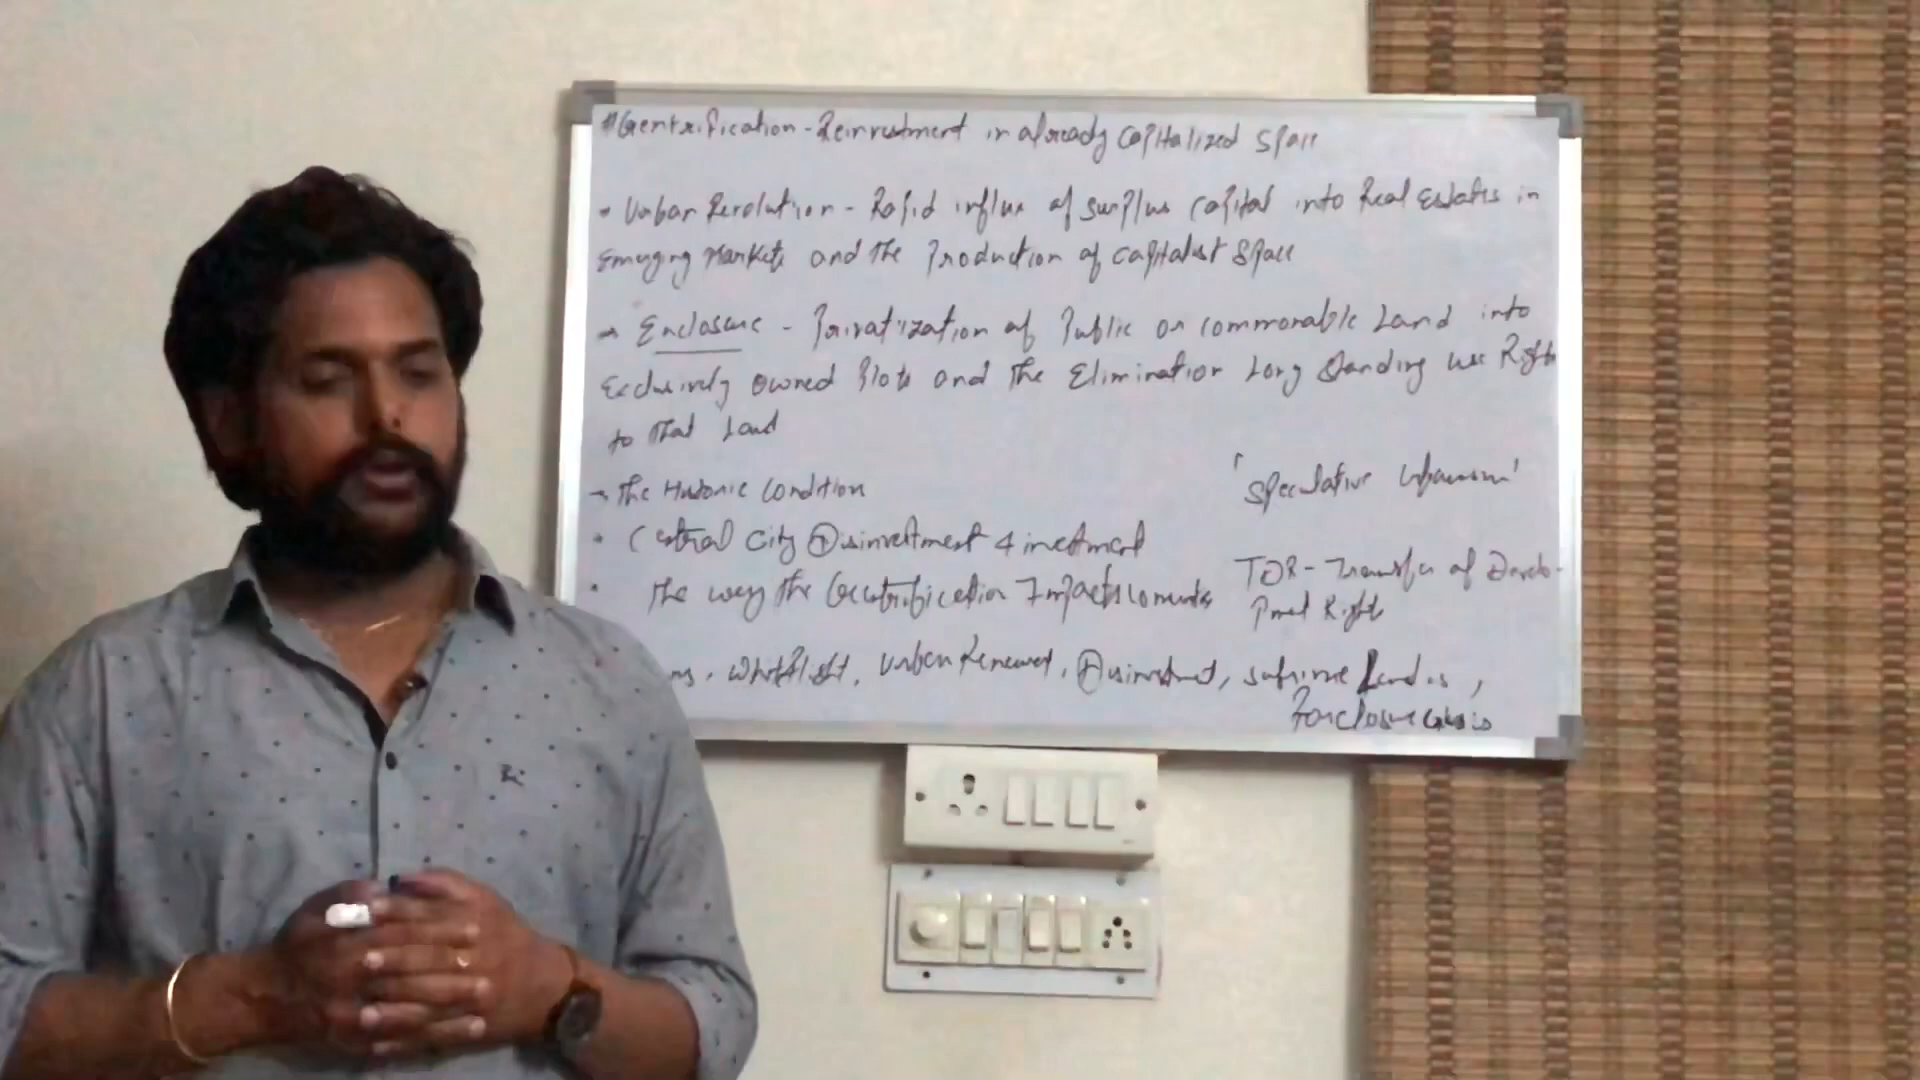 #Gentrification - Reinvestment in already capitalized space
• Urban Revolution - Rapid influx of surplus capital into Real Estates in
Emerging Markets and the Production of capitalist space
→ Enclosure - Privatization of Public or commonable Land into
Exclusively owned Plots and the Elimination Long Standing use Rights
to that Land
→ The Historic Condition
• Central City Disinvestment & investment
• The way the Gentrification Impacts
'Speculative Urbanism'
TDR - Transfer of Develo-
pment Right
White flight, Urban Renewal, Disinvestment, subprime
Foreclosure crisis